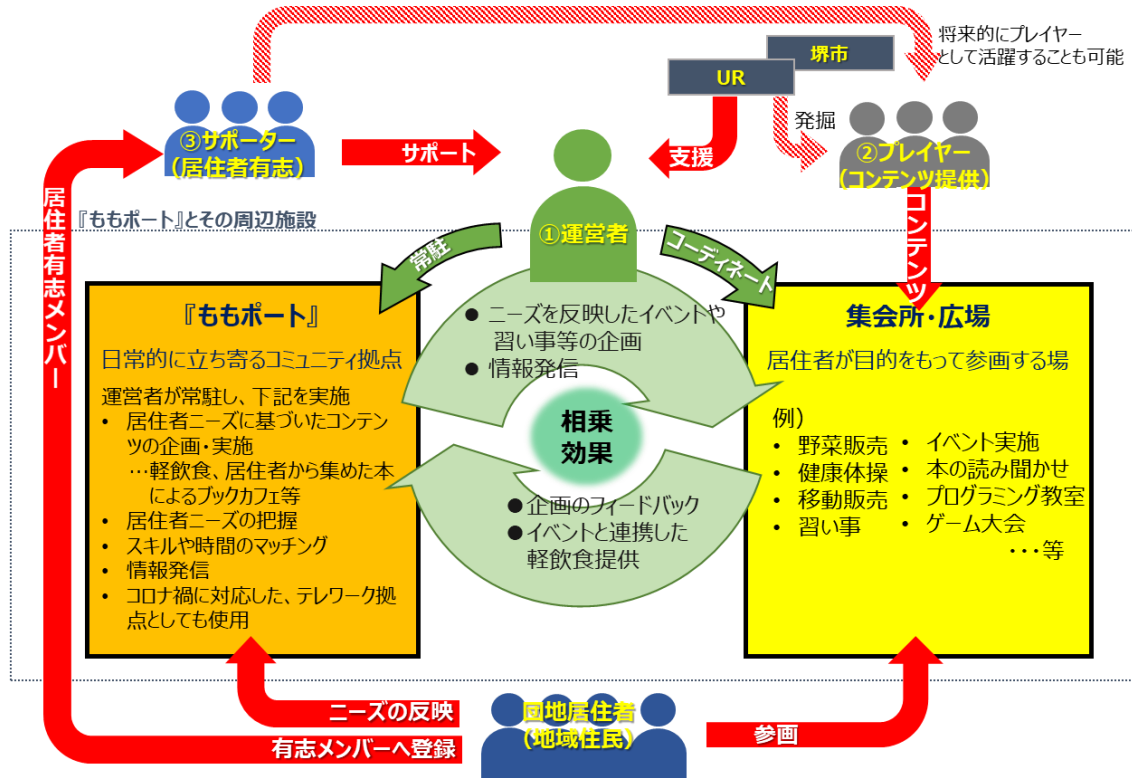 将来的にプレイヤー
として活躍することも可能
堺市
UR
発掘
③サポーター
(居住者有志)
サポート
支援
②プレイヤー
(コンテンツ提供)
居住者有志メンバー
『ももポート』とその周辺施設
①運営者
コンテンツ
常駐
コーディネート
『ももポート』
日常的に立ち寄るコミュニティ拠点
運営者が常駐し、下記を実施
• 居住者ニーズに基づいたコンテン
ツの企画・実施
…軽飲食、居住者から集めた本
によるブックカフェ等
• 居住者ニーズの把握
• スキルや時間のマッチング
• 情報発信
• コロナ禍に対応した、テレワーク拠
点としても使用
● ニーズを反映したイベントや
習い事等の企画
● 情報発信
相乗
効果
●企画のフィードバック
●イベントと連携した
軽飲食提供
集会所・広場
居住者が目的をもって参画する場
例)
• 野菜販売
• 健康体操
• 移動販売
• 習い事
• イベント実施
• 本の読み聞かせ
• プログラミング教室
• ゲーム大会
・・・等
ニーズの反映
有志メンバーへ登録
団地居住者
(地域住民)
参画